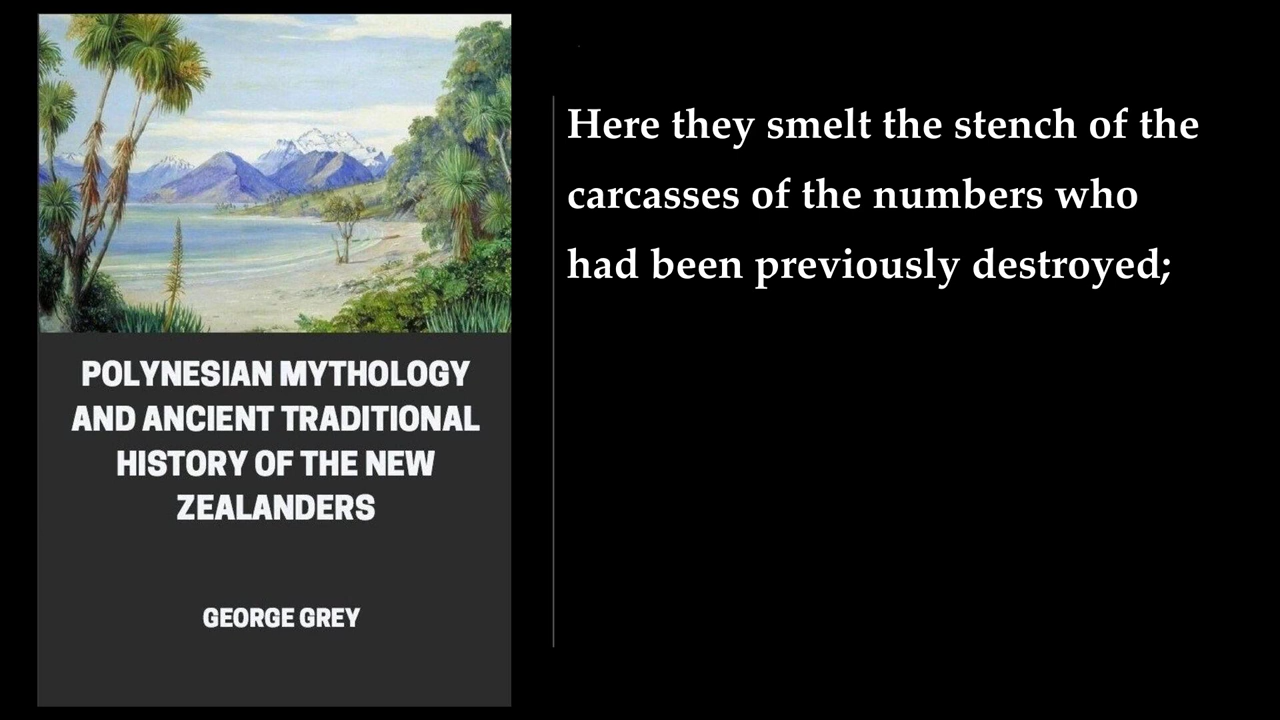 POLYNESIAN MYTHOLOGY
AND ANCIENT TRADITIONAL
HISTORY OF THE NEW
ZEALANDERS
GEORGE GREY
Here they smelt the stench of the
carcasses of the numbers who
had been previously destroyed;